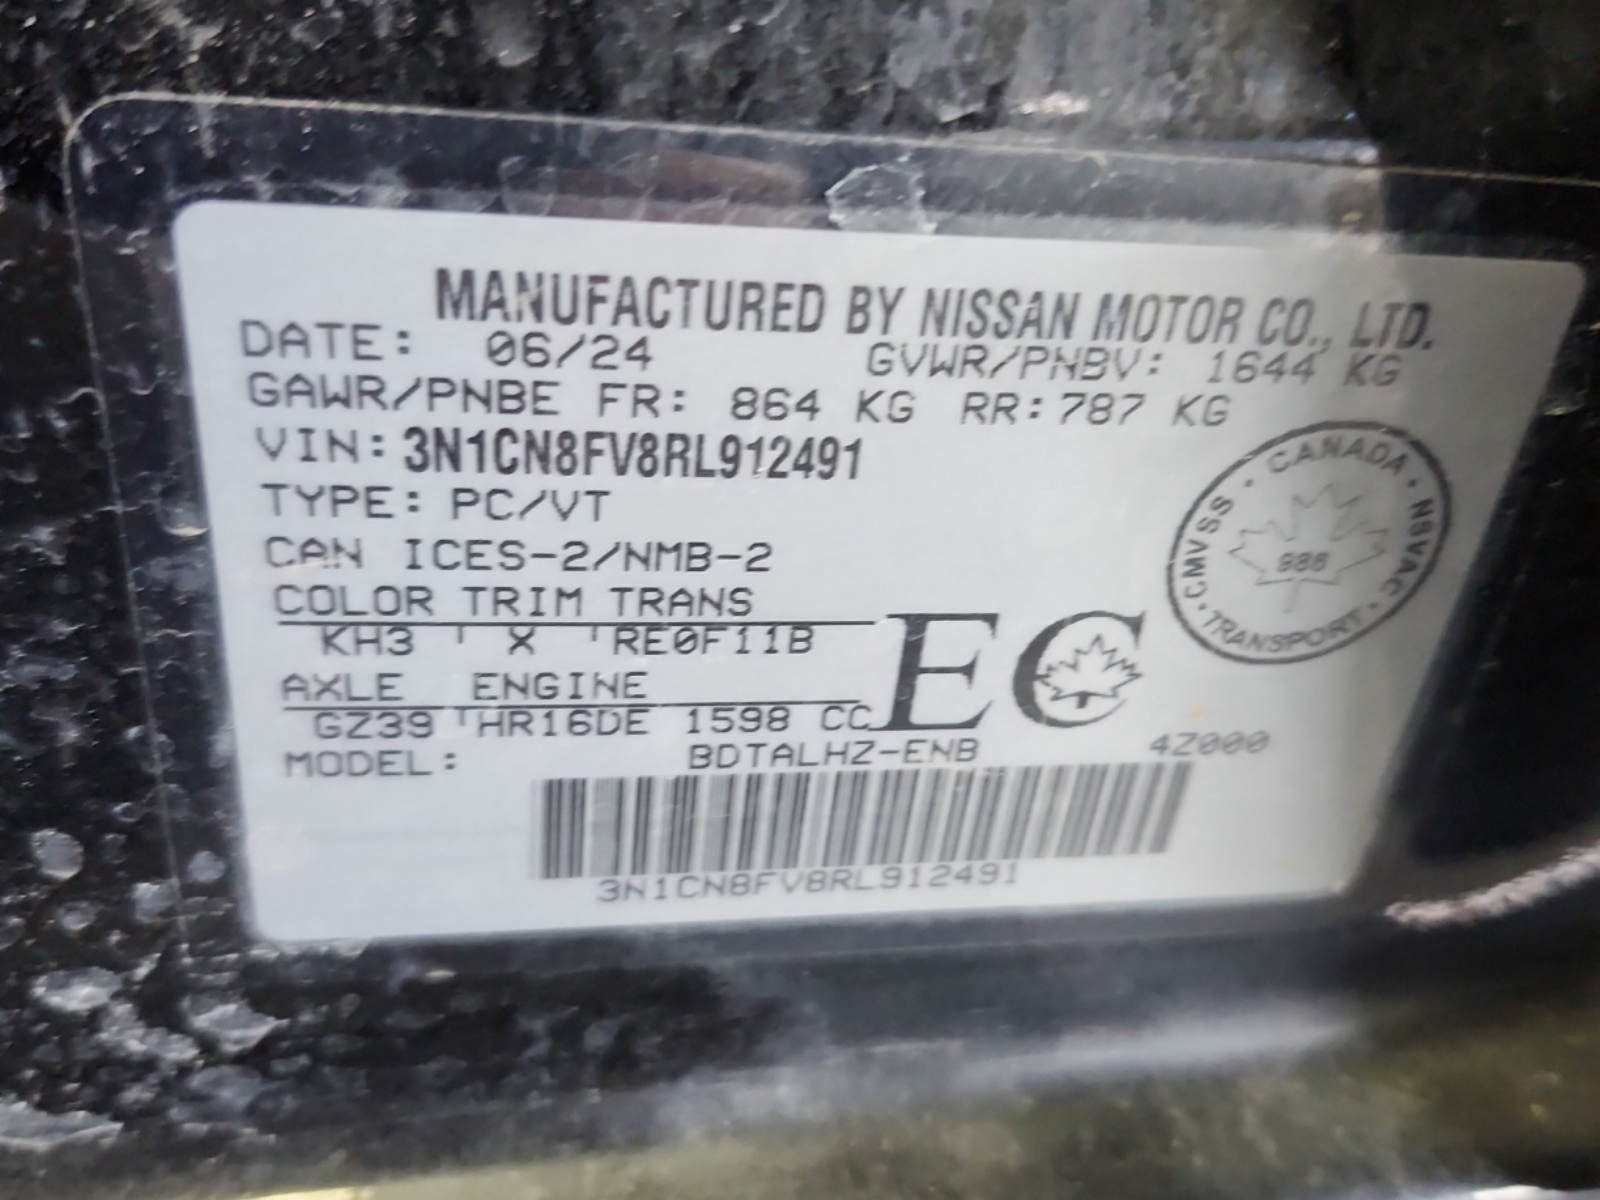 MANUFACTURED BY NISSAN MOTOR CO., LTD.
DATE: 06/24 GVWR/PNBV: 1644 KG
GAWR/PNBE FR: 864 KG RR: 787 KG
VIN: 3N1CN8FV8RL912491
TYPE: PC/VT
CAN ICES-2/NMB-2
COLOR TRIM TRANS
KH3 X RE0F11B
AXLE ENGINE
GZ39 HR16DE 1598 CC
EC
MODEL: BDTALHZ-ENB 4Z000
3N1CN8FV8RL912491
CANADA · NSVAC · TRANSPORT · CMVSS ·